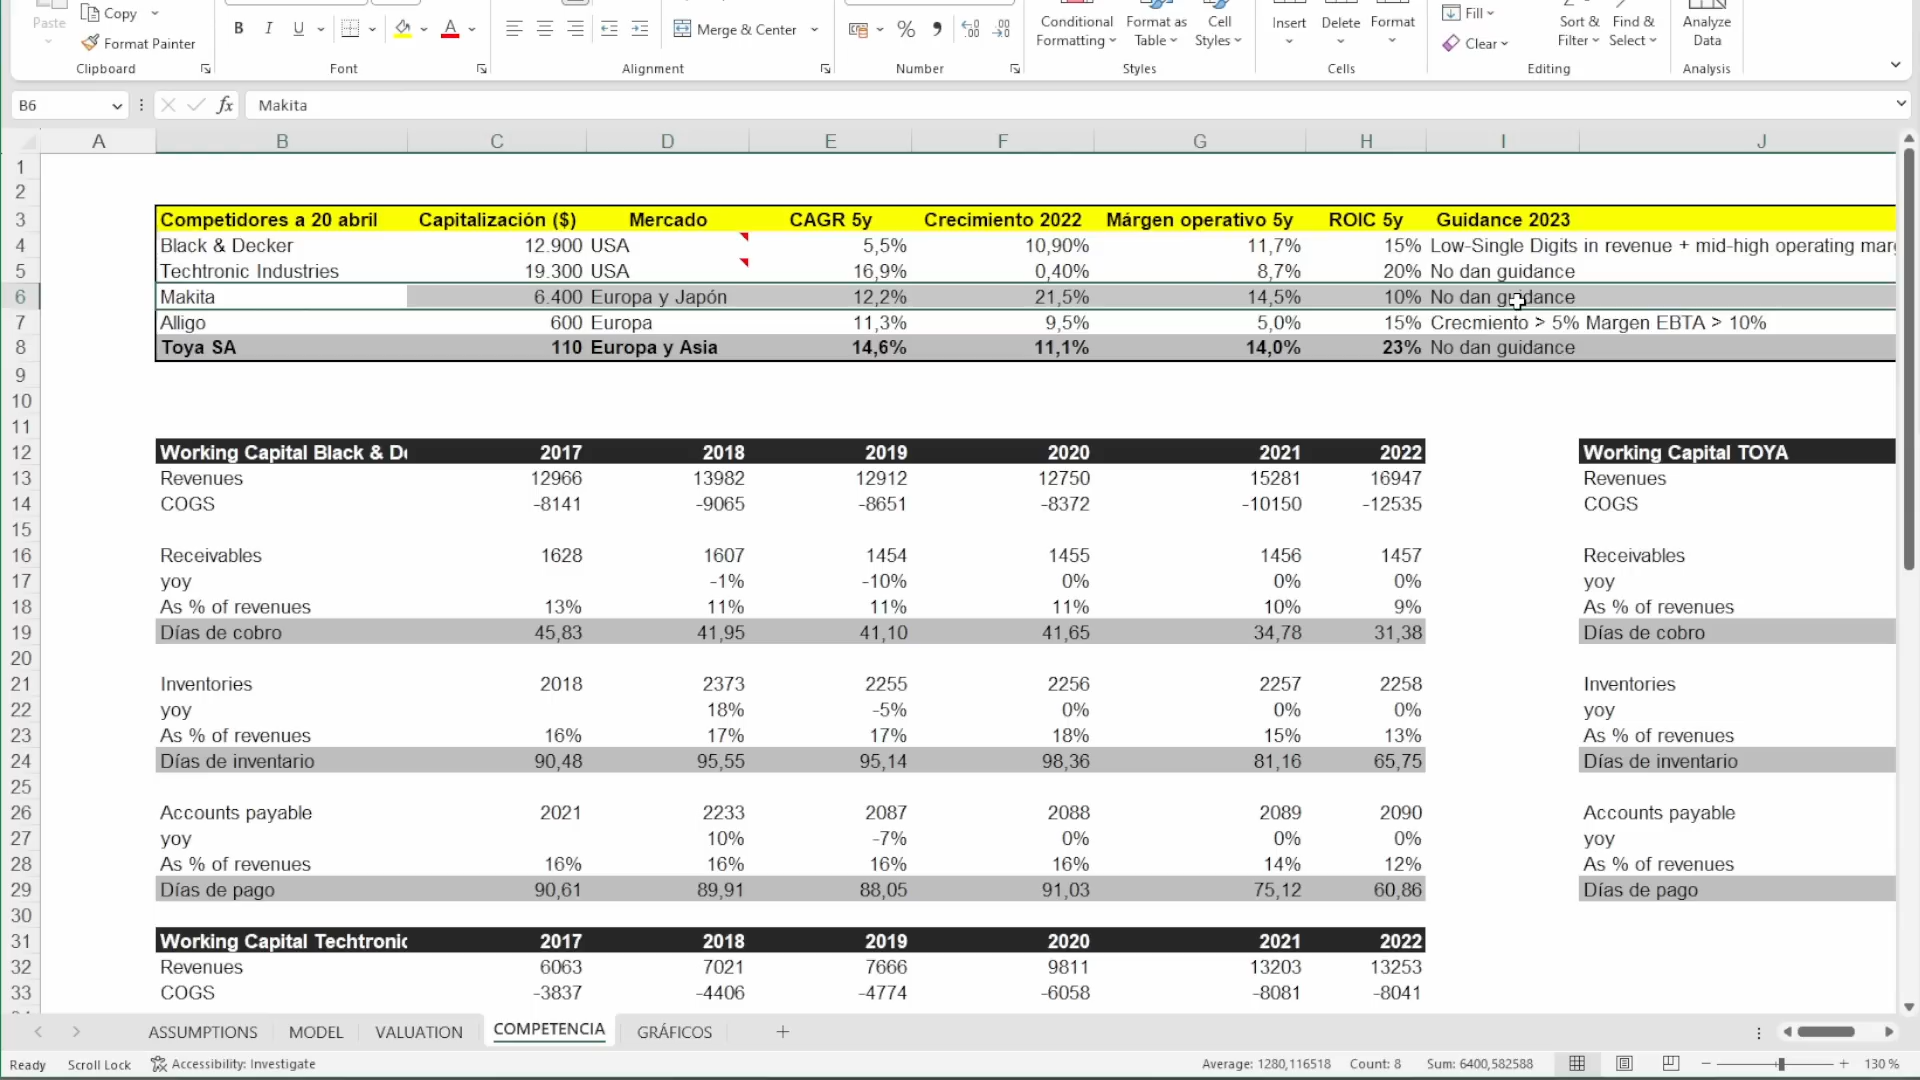 Paste Copy
Format Painter
Clipboard
B I U A
Font
Merge & Center
Alignment
% 9
Number
Conditional Formatting
Format as Table
Cell Styles
Styles
Insert Delete Format
Cells
Fill
Clear
Sort & Filter
Find & Select
Editing
Analyze Data
Analysis
B6 fx Makita
A B C D E F G H I J
1
2
3 Competidores a 20 abril Capitalización ($) Mercado CAGR 5y Crecimiento 2022 Márgen operativo 5y ROIC 5y Guidance 2023
4 Black & Decker 12.900 USA 5,5% 10,90% 11,7% 15% Low-Single Digits in revenue + mid-high operating marg
5 Techtronic Industries 19.300 USA 16,9% 0,40% 8,7% 20% No dan guidance
6 Makita 6.400 Europa y Japón 12,2% 21,5% 14,5% 10% No dan guidance
7 Alligo 600 Europa 11,3% 9,5% 5,0% 15% Crecmiento > 5% Margen EBTA > 10%
8 Toya SA 110 Europa y Asia 14,6% 11,1% 14,0% 23% No dan guidance
9
10
11
12 Working Capital Black & De 2017 2018 2019 2020 2021 2022 Working Capital TOYA
13 Revenues 12966 13982 12912 12750 15281 16947 Revenues
14 COGS -8141 -9065 -8651 -8372 -10150 -12535 COGS
15
16 Receivables 1628 1607 1454 1455 1456 1457 Receivables
17 yoy -1% -10% 0% 0% 0% yoy
18 As % of revenues 13% 11% 11% 11% 10% 9% As % of revenues
19 Días de cobro 45,83 41,95 41,10 41,65 34,78 31,38 Días de cobro
20
21 Inventories 2018 2373 2255 2256 2257 2258 Inventories
22 yoy 18% -5% 0% 0% 0% yoy
23 As % of revenues 16% 17% 17% 18% 15% 13% As % of revenues
24 Días de inventario 90,48 95,55 95,14 98,36 81,16 65,75 Días de inventario
25
26 Accounts payable 2021 2233 2087 2088 2089 2090 Accounts payable
27 yoy 10% -7% 0% 0% 0% yoy
28 As % of revenues 16% 16% 16% 16% 14% 12% As % of revenues
29 Días de pago 90,61 89,91 88,05 91,03 75,12 60,86 Días de pago
30
31 Working Capital Techtronic 2017 2018 2019 2020 2021 2022
32 Revenues 6063 7021 7666 9811 13203 13253
33 COGS -3837 -4406 -4774 -6058 -8081 -8041
ASSUMPTIONS MODEL VALUATION COMPETENCIA GRÁFICOS +
Ready Scroll Lock Accessibility: Investigate Average: 1280,116518 Count: 8 Sum: 6400,582588 130 %